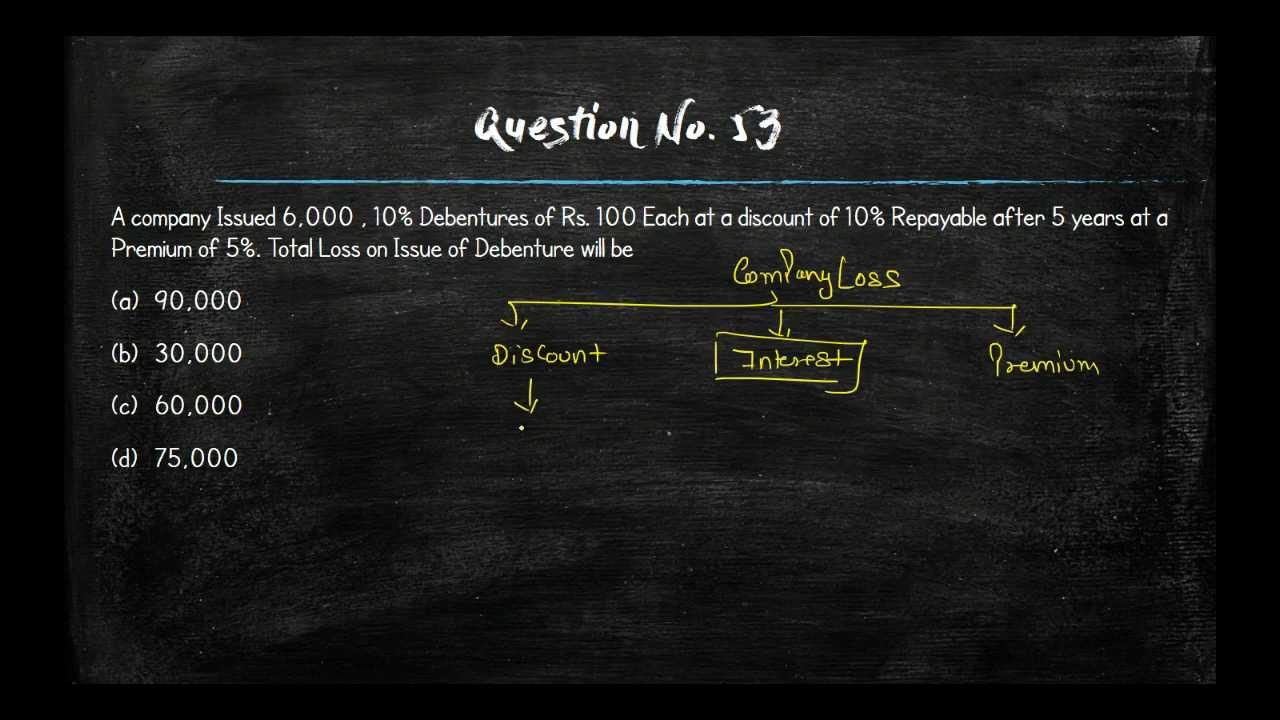 Question No. 53
A company Issued 6,000 , 10% Debentures of Rs. 100 Each at a discount of 10% Repayable after 5 years at a
Premium of 5%. Total Loss on Issue of Debenture will be
Company Loss
(a) 90,000
(b) 30,000
Discount Interest Premium
(c) 60,000
(d) 75,000